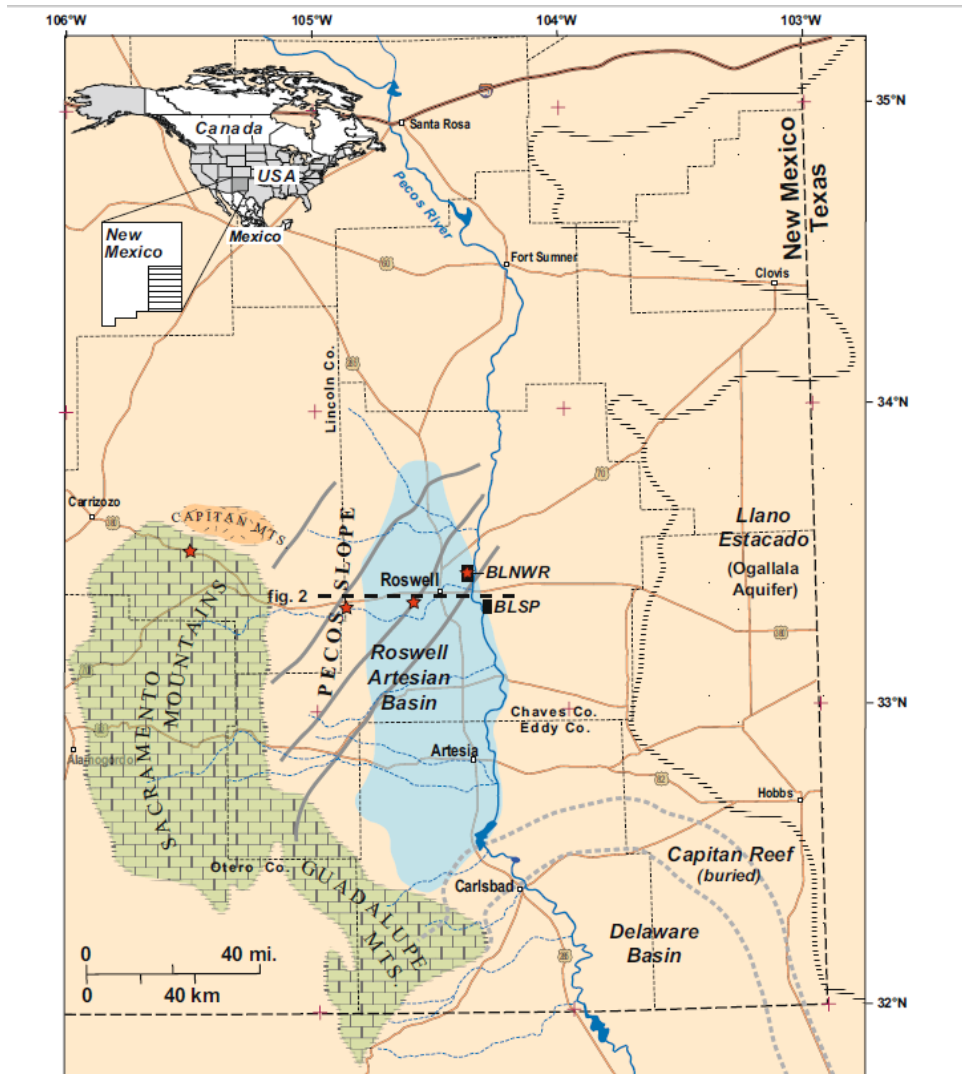 106°W
105°W
104°W
103°W
35°N
34°N
33°N
32°N
Canada
USA
Mexico
New
Mexico
Santa Rosa
Pecos River
Fort Sumner
60
Clovis
New Mexico
Texas
Lincoln Co.
70
Carrizozo
CAPITAN MTS
Llano
Estacado
(Ogallala
Aquifer)
PECOS SLOPE
Roswell
BLNWR
fig. 2
BLSP
Roswell
Artesian
Basin
SACRAMENTO
MOUNTAINS
Chaves Co.
Eddy Co.
Artesia
Alamogordo
82
Hobbs
Otero Co.
GUADALUPE
MTS
Carlsbad
Capitan Reef
(buried)
Delaware
Basin
0 40 mi.
0 40 km